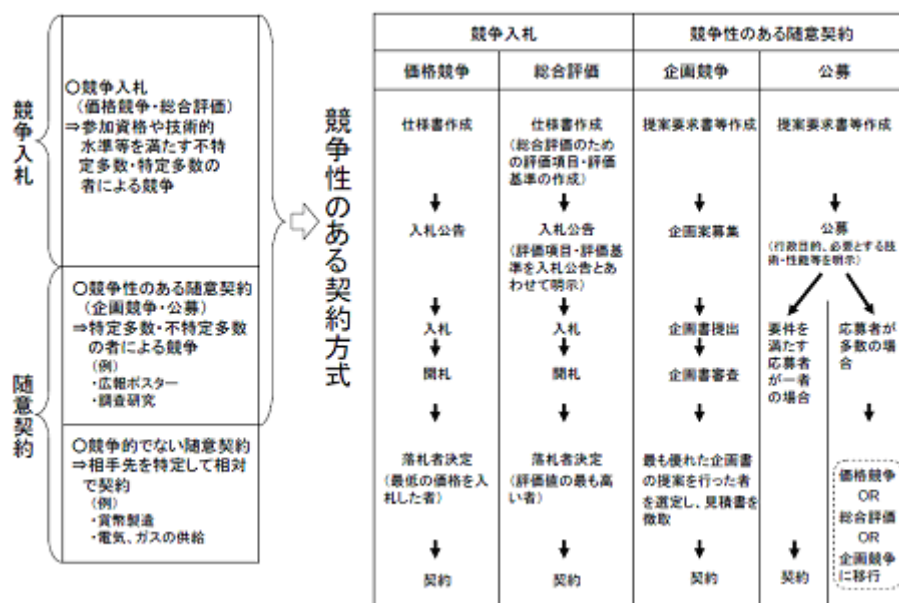 競争入札
○競争入札
(価格競争・総合評価)
⇒参加資格や技術的
水準等を満たす不特
定多数・特定多数の
者による競争
随意契約
○競争性のある随意契約
(企画競争・公募)
⇒特定多数・不特定多数
の者による競争
(例)
・広報ポスター
・調査研究
○競争的でない随意契約
⇒相手先を特定して相対
で契約
(例)
・貨幣製造
・電気、ガスの供給
競争性のある契約方式
競争入札
競争性のある随意契約
価格競争
総合評価
企画競争
公募
仕様書作成
入札公告
入札
開札
落札者決定
(最低の価格を入
札した者)
契約
仕様書作成
(総合評価のため
の評価項目・評価
基準の作成)
入札公告
(評価項目・評価基
準を入札公告とあ
わせて明示)
入札
開札
落札者決定
(評価値の最も高
い者)
契約
提案要求書等作成
企画案募集
企画書提出
企画書審査
最も優れた企画書
の提案を行った者
を選定し、見積書を
徴取
契約
提案要求書等作成
公募
(行政目的、必要とする技
術・性能等を明示)
要件を
満たす
応募者
が一者
の場合
契約
応募者が
多数の場
合
価格競争
OR
総合評価
OR
企画競争
に移行